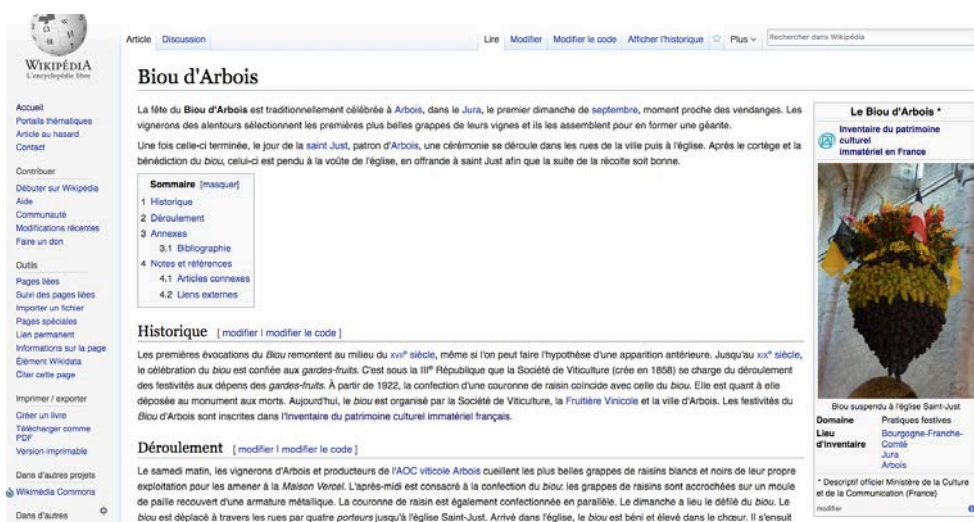 WIKIPÉDIA
L'encyclopédie libre
Accueil
Portails thématiques
Article au hasard
Contact
Contribuer
Débuter sur Wikipédia
Aide
Communauté
Modifications récentes
Faire un don
Outils
Pages liées
Suivi des pages liées
Importer un fichier
Pages spéciales
Lien permanent
Informations sur la page
Élément Wikidata
Citer cette page
Imprimer / exporter
Créer un livre
Télécharger comme
PDF
Version imprimable
Dans d'autres projets
Wikimedia Commons
Dans d'autres
Article Discussion Lire Modifier Modifier le code Afficher l'historique Plus Rechercher dans Wikipédia
Biou d'Arbois
La fête du Biou d'Arbois est traditionnellement célébrée à Arbois, dans le Jura, le premier dimanche de septembre, moment proche des vendanges. Les
vignerons des alentours sélectionnent les premières plus belles grappes de leurs vignes et ils les assemblent pour en former une géante.
Une fois celle-ci terminée, le jour de la saint Just, patron d'Arbois, une cérémonie se déroule dans les rues de la ville puis à l'église. Après le cortège et la
bénédiction du biou, celui-ci est pendu à la voûte de l'église, en offrande à saint Just afin que la suite de la récolte soit bonne.
Sommaire [masquer]
1 Historique
2 Déroulement
3 Annexes
3.1 Bibliographie
4 Notes et références
4.1 Articles connexes
4.2 Liens externes
Historique [ modifier | modifier le code ]
Les premières évocations du Biou remontent au milieu du XVIIe siècle, même si l'on peut faire l'hypothèse d'une apparition antérieure. Jusqu'au XIXe siècle,
le célébration du biou est confiée aux gardes-fruits. C'est sous la IIIe République que la Société de Viticulture (crée en 1858) se charge du déroulement
des festivités aux dépens des gardes-fruits. À partir de 1922, la confection d'une couronne de raisin coïncide avec celle du biou. Elle est quant à elle
déposée au monument aux morts. Aujourd'hui, le biou est organisé par la Société de Viticulture, la Fruitière Vinicole et la ville d'Arbois. Les festivités du
Biou d'Arbois sont inscrites dans l'Inventaire du patrimoine culturel immatériel français.
Déroulement [ modifier | modifier le code ]
Le samedi matin, les vignerons d'Arbois et producteurs de l'AOC viticole Arbois cueillent les plus belles grappes de raisins blancs et noirs de leur propre
exploitation pour les amener à la Maison Vercel. L'après-midi est consacré à la confection du biou: les grappes de raisins sont accrochées sur un moule
de paille recouvert d'une armature métallique. La couronne de raisin est également confectionnée en parallèle. Le dimanche a lieu le défilé du biou. Le
biou est déplacé à travers les rues par quatre porteurs jusqu'à l'église Saint-Just. Arrivé dans l'église, le biou est béni et élevé dans le chœur. Il s'ensuit
Le Biou d'Arbois *
Inventaire du patrimoine
culturel
immatériel en France
Biou suspendu à l'église Saint-Just
Domaine Pratiques festives
Lieu Bourgogne-Franche-
d'inventaire Comté
Jura
Arbois
* Descriptif officiel Ministère de la Culture
et de la Communication (France)
modifier